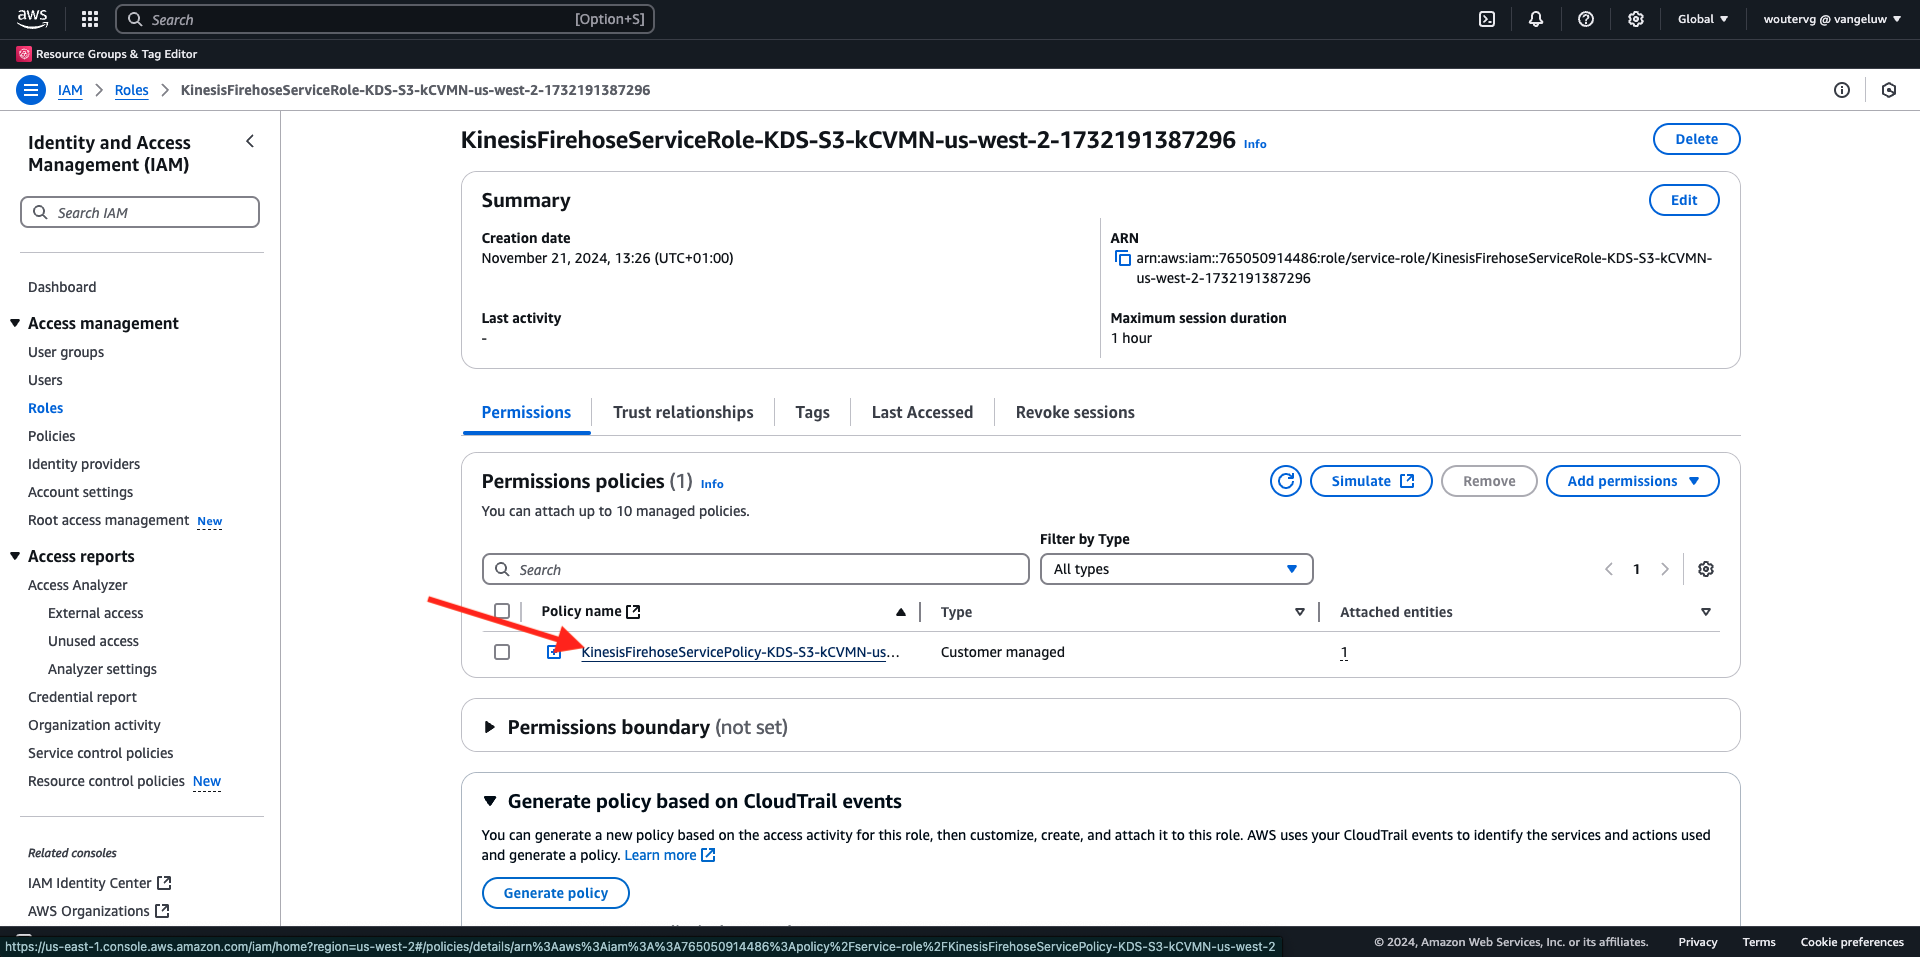 aws
Search [Option+S]
Global
woutervg @ vangeluw
Resource Groups & Tag Editor
IAM
Roles
KinesisFirehoseServiceRole-KDS-S3-kCVMN-us-west-2-1732191387296
Identity and Access
Management (IAM)
Search IAM
Dashboard
Access management
User groups
Users
Roles
Policies
Identity providers
Account settings
Root access management New
Access reports
Access Analyzer
External access
Unused access
Analyzer settings
Credential report
Organization activity
Service control policies
Resource control policies New
Related consoles
IAM Identity Center
AWS Organizations
KinesisFirehoseServiceRole-KDS-S3-kCVMN-us-west-2-1732191387296 Info
Delete
Summary
Edit
Creation date
November 21, 2024, 13:26 (UTC+01:00)
ARN
arn:aws:iam::765050914486:role/service-role/KinesisFirehoseServiceRole-KDS-S3-kCVMN-
us-west-2-1732191387296
Last activity
-
Maximum session duration
1 hour
Permissions
Trust relationships
Tags
Last Accessed
Revoke sessions
Permissions policies (1) Info
Simulate
Remove
Add permissions
You can attach up to 10 managed policies.
Filter by Type
Search
All types
1
Policy name
Type
Attached entities
KinesisFirehoseServicePolicy-KDS-S3-kCVMN-us...
Customer managed
1
Permissions boundary (not set)
Generate policy based on CloudTrail events
You can generate a new policy based on the access activity for this role, then customize, create, and attach it to this role. AWS uses your CloudTrail events to identify the services and actions used
and generate a policy. Learn more
Generate policy
https://us-east-1.console.aws.amazon.com/iam/home?region=us-west-2#/policies/details/arn%3Aaws%3Aiam%3A%3A765050914486%3Apolicy%2Fservice-role%2FKinesisFirehoseServicePolicy-KDS-S3-kCVMN-us-west-2
© 2024, Amazon Web Services, Inc. or its affiliates.
Privacy
Terms
Cookie preferences